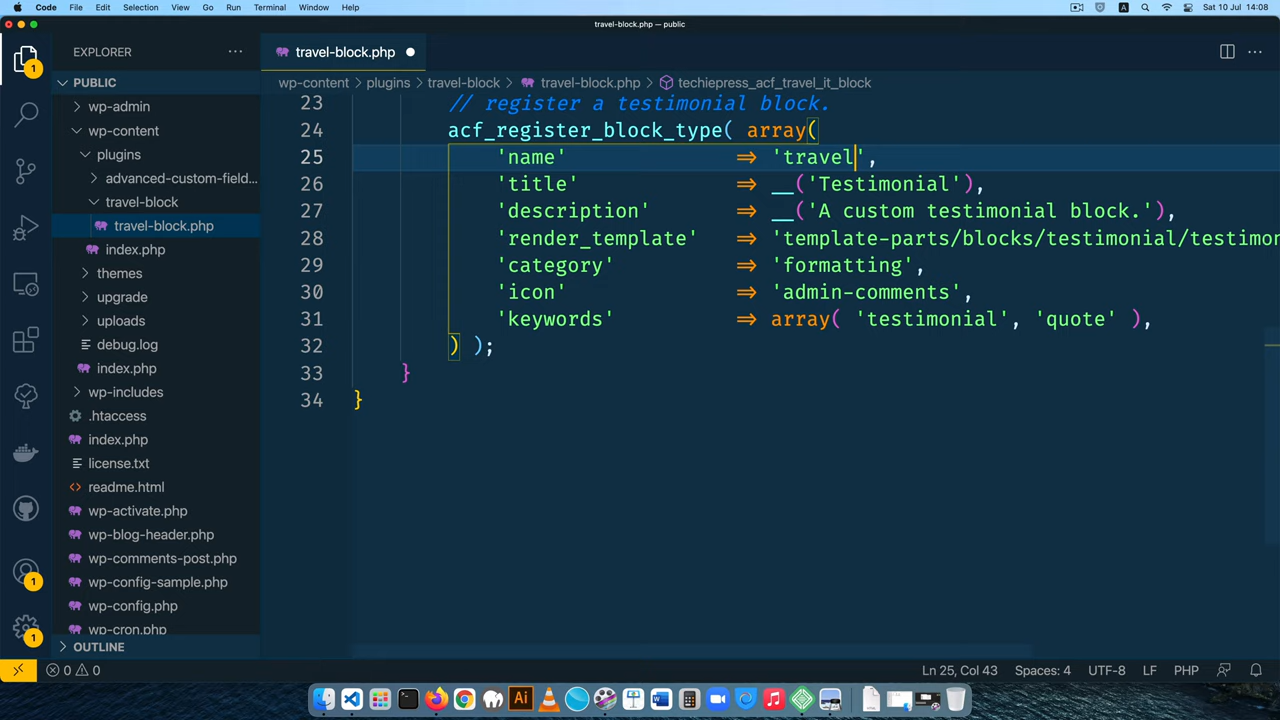 Code File Edit Selection View Go Run Terminal Window Help
A
Sat 10 Jul 14:08
travel-block.php — public
EXPLORER
travel-block.php
PUBLIC
wp-content > plugins > travel-block > travel-block.php > techiepress_acf_travel_it_block
wp-admin
wp-content
plugins
advanced-custom-field...
travel-block
travel-block.php
index.php
themes
upgrade
uploads
debug.log
index.php
wp-includes
.htaccess
index.php
license.txt
readme.html
wp-activate.php
wp-blog-header.php
wp-comments-post.php
wp-config-sample.php
wp-config.php
wp-cron.php
OUTLINE
1
1
1
23 // register a testimonial block.
24 acf_register_block_type( array(
25 'name' => 'travel',
26 'title' => __('Testimonial'),
27 'description' => __('A custom testimonial block.'),
28 'render_template' => 'template-parts/blocks/testimonial/testimon
29 'category' => 'formatting',
30 'icon' => 'admin-comments',
31 'keywords' => array( 'testimonial', 'quote' ),
32 ) );
33 }
34 }
0 0
Ln 25, Col 43 Spaces: 4 UTF-8 LF PHP
Ai
W